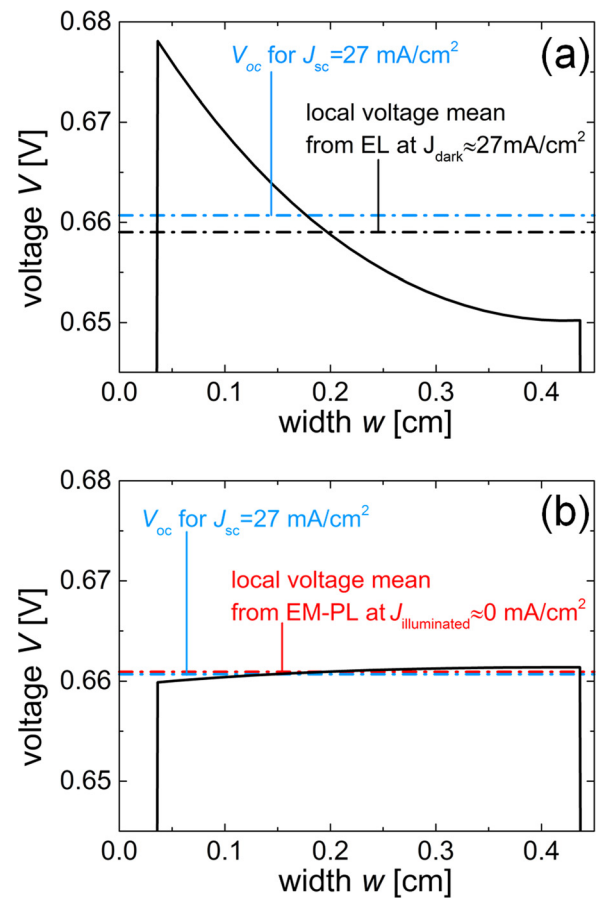 0.68
(a)
V_oc for J_sc=27 mA/cm²
0.67
local voltage mean
from EL at J_dark≈27mA/cm²
0.66
0.65
voltage V [V]
0.0 0.1 0.2 0.3 0.4
width w [cm]
0.68
(b)
V_oc for J_sc=27 mA/cm²
0.67
local voltage mean
from EM-PL at J_illuminated≈0 mA/cm²
0.66
0.65
voltage V [V]
0.0 0.1 0.2 0.3 0.4
width w [cm]